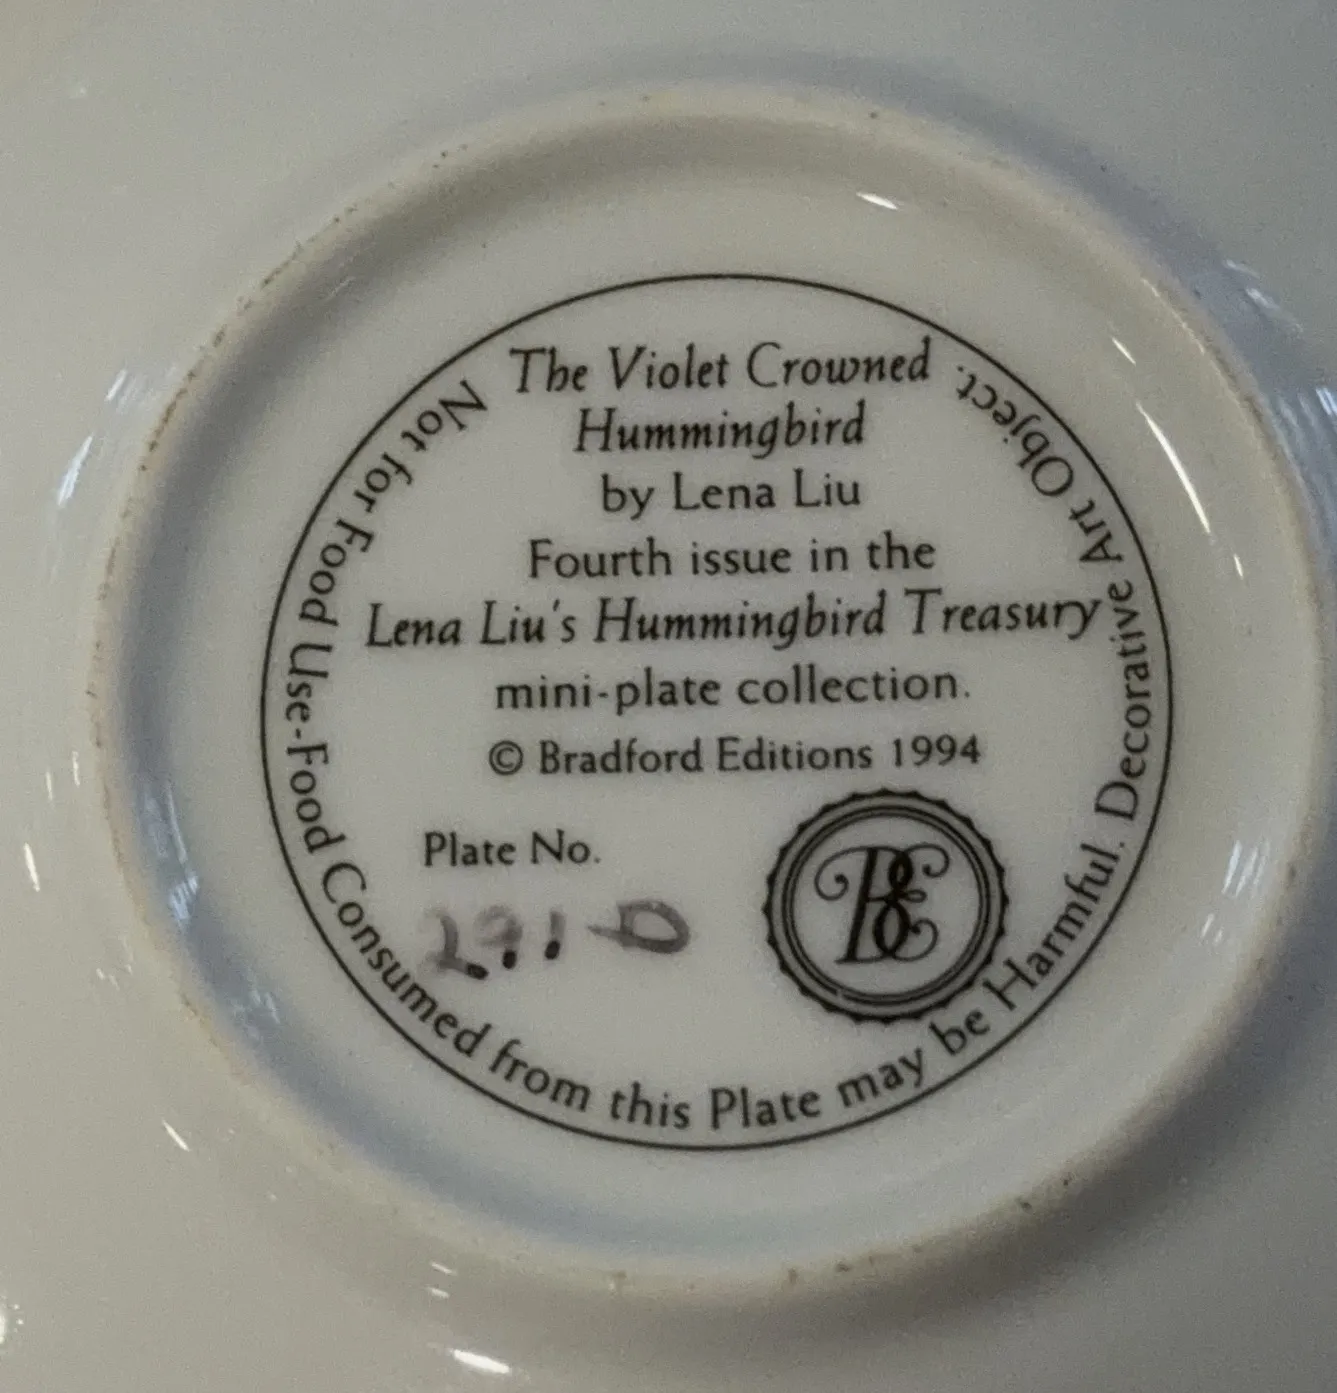 The Violet Crowned
Hummingbird
by Lena Liu
Fourth issue in the
Lena Liu's Hummingbird Treasury
mini-plate collection.
© Bradford Editions 1994
Plate No.
BE
Not for Food Use-Food Consumed from this Plate may be Harmful. Decorative Art Object.